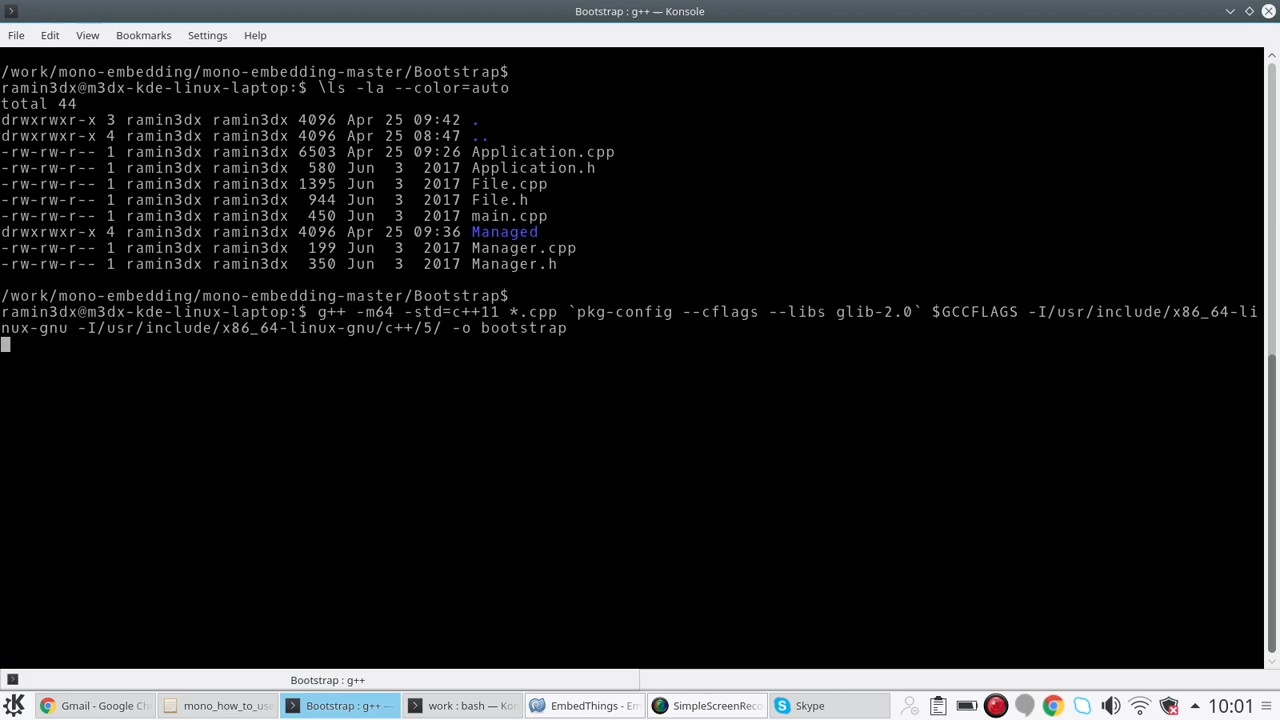 Bootstrap : g++ — Konsole
File Edit View Bookmarks Settings Help
/work/mono-embedding/mono-embedding-master/Bootstrap$
ramin3dx@m3dx-kde-linux-laptop:$ \ls -la --color=auto
total 44
drwxrwxr-x 3 ramin3dx ramin3dx 4096 Apr 25 09:42 .
drwxrwxr-x 4 ramin3dx ramin3dx 4096 Apr 25 08:47 ..
-rw-rw-r-- 1 ramin3dx ramin3dx 6503 Apr 25 09:26 Application.cpp
-rw-rw-r-- 1 ramin3dx ramin3dx  580 Jun  3  2017 Application.h
-rw-rw-r-- 1 ramin3dx ramin3dx 1395 Jun  3  2017 File.cpp
-rw-rw-r-- 1 ramin3dx ramin3dx  944 Jun  3  2017 File.h
-rw-rw-r-- 1 ramin3dx ramin3dx  450 Jun  3  2017 main.cpp
drwxrwxr-x 4 ramin3dx ramin3dx 4096 Apr 25 09:36 Managed
-rw-rw-r-- 1 ramin3dx ramin3dx  199 Jun  3  2017 Manager.cpp
-rw-rw-r-- 1 ramin3dx ramin3dx  350 Jun  3  2017 Manager.h
/work/mono-embedding/mono-embedding-master/Bootstrap$
ramin3dx@m3dx-kde-linux-laptop:$ g++ -m64 -std=c++11 *.cpp `pkg-config --cflags --libs glib-2.0` $GCCFLAGS -I/usr/include/x86_64-li
nux-gnu -I/usr/include/x86_64-linux-gnu/c++/5/ -o bootstrap
Bootstrap : g++
Gmail - Google Ch mono_how_to_use Bootstrap : g++ — work : bash — Kon EmbedThings - Em SimpleScreenReco Skype 10:01